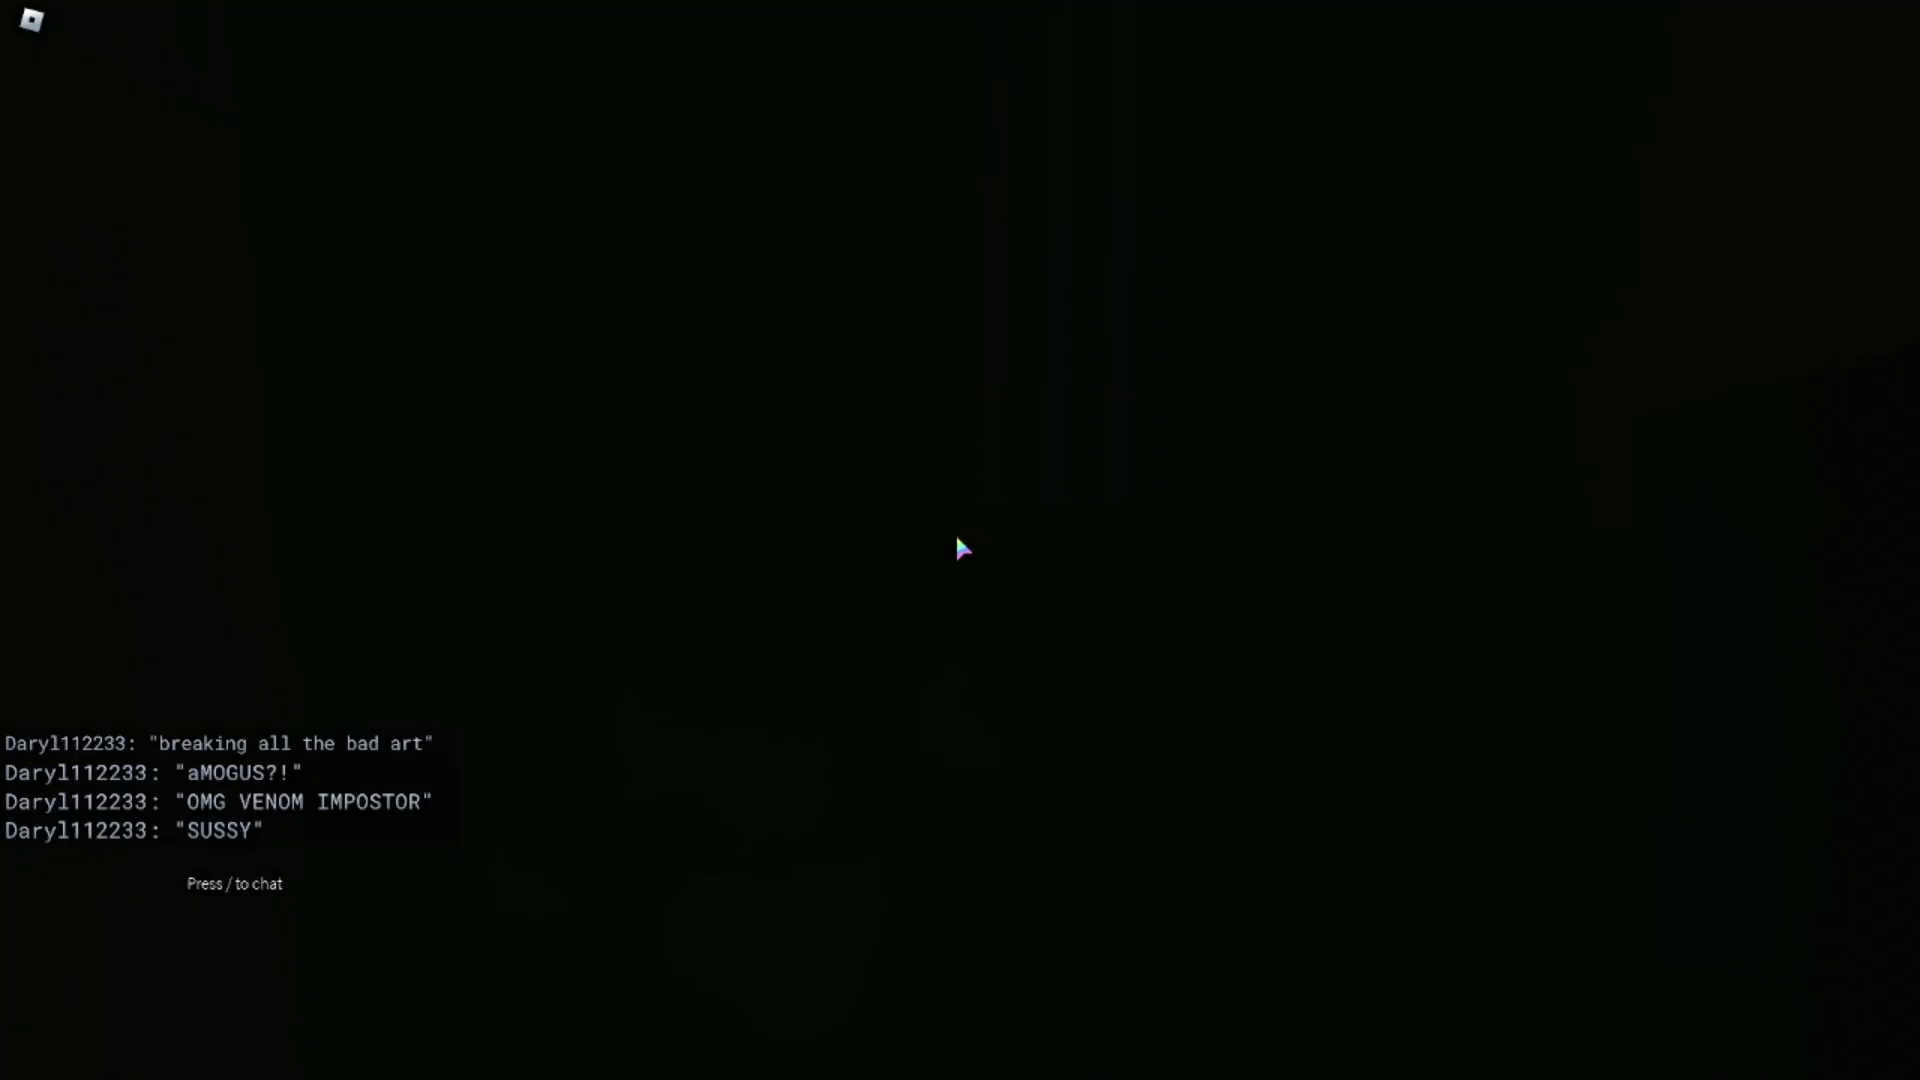 Daryl112233: "breaking all the bad art"
Daryl112233: "aMOGUS?!"
Daryl112233: "OMG VENOM IMPOSTOR"
Daryl112233: "SUSSY"
Press / to chat